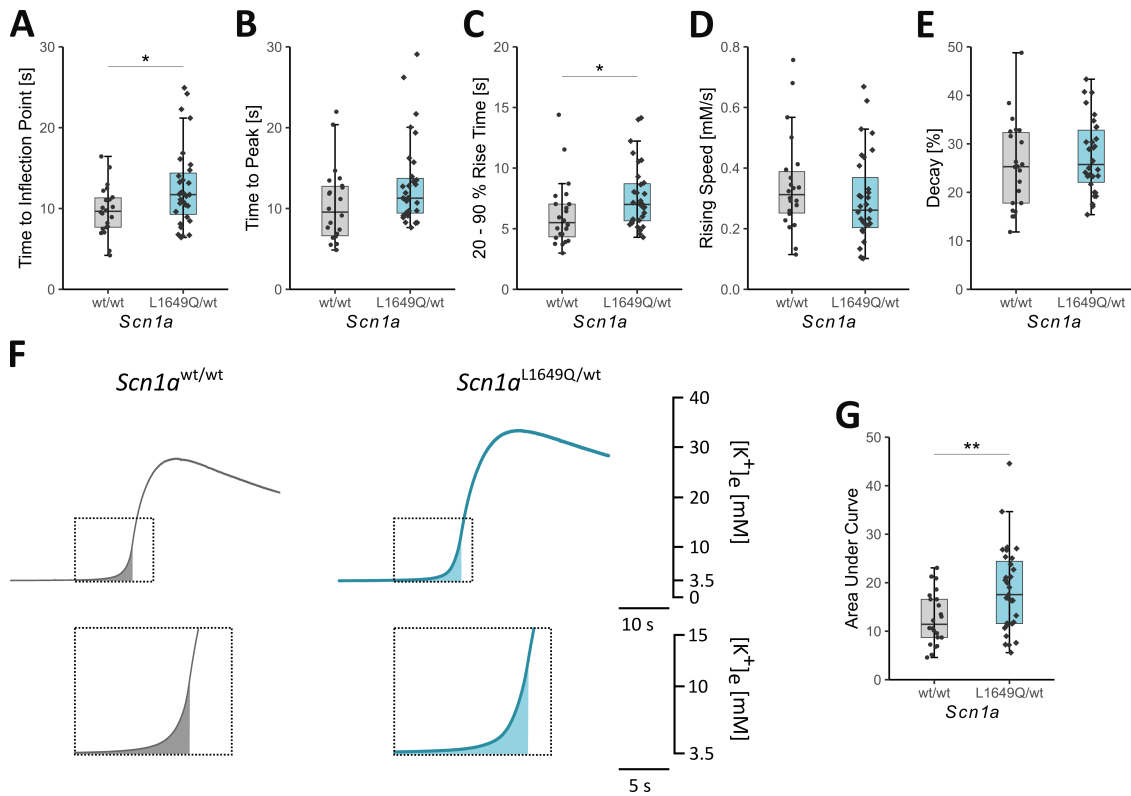 A
Time to Inflection Point [s]
30
20
10
0
*
wt/wt
L1649Q/wt
Scn1a
B
Time to Peak [s]
30
20
10
0
wt/wt
L1649Q/wt
Scn1a
C
20 - 90 % Rise Time [s]
20
15
10
5
0
*
wt/wt
L1649Q/wt
Scn1a
D
Rising Speed [mM/s]
0.8
0.6
0.4
0.2
0.0
wt/wt
L1649Q/wt
Scn1a
E
Decay [%]
50
40
30
20
10
0
wt/wt
L1649Q/wt
Scn1a
F
Scn1a wt/wt
Scn1a L1649Q/wt
40
30
20
10
3.5
0
[K+]e [mM]
10 s
15
10
3.5
[K+]e [mM]
5 s
G
Area Under Curve
50
40
30
20
10
0
**
wt/wt
L1649Q/wt
Scn1a